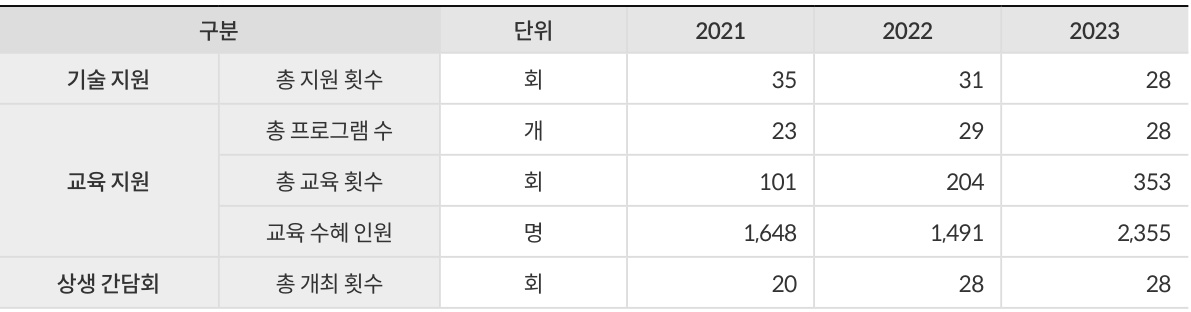 구분 단위 2021 2022 2023
기술 지원 총 지원 횟수 회 35 31 28
총 프로그램 수 개 23 29 28
교육 지원 총 교육 횟수 회 101 204 353
교육 수혜 인원 명 1,648 1,491 2,355
상생 간담회 총 개최 횟수 회 20 28 28